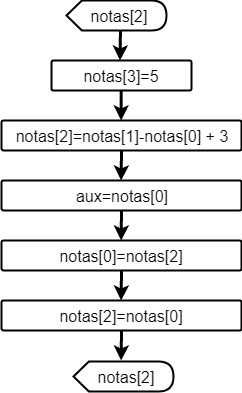 notas[2]
notas[3]=5
notas[2]=notas[1]-notas[0] + 3
aux=notas[0]
notas[0]=notas[2]
notas[2]=notas[0]
notas[2]